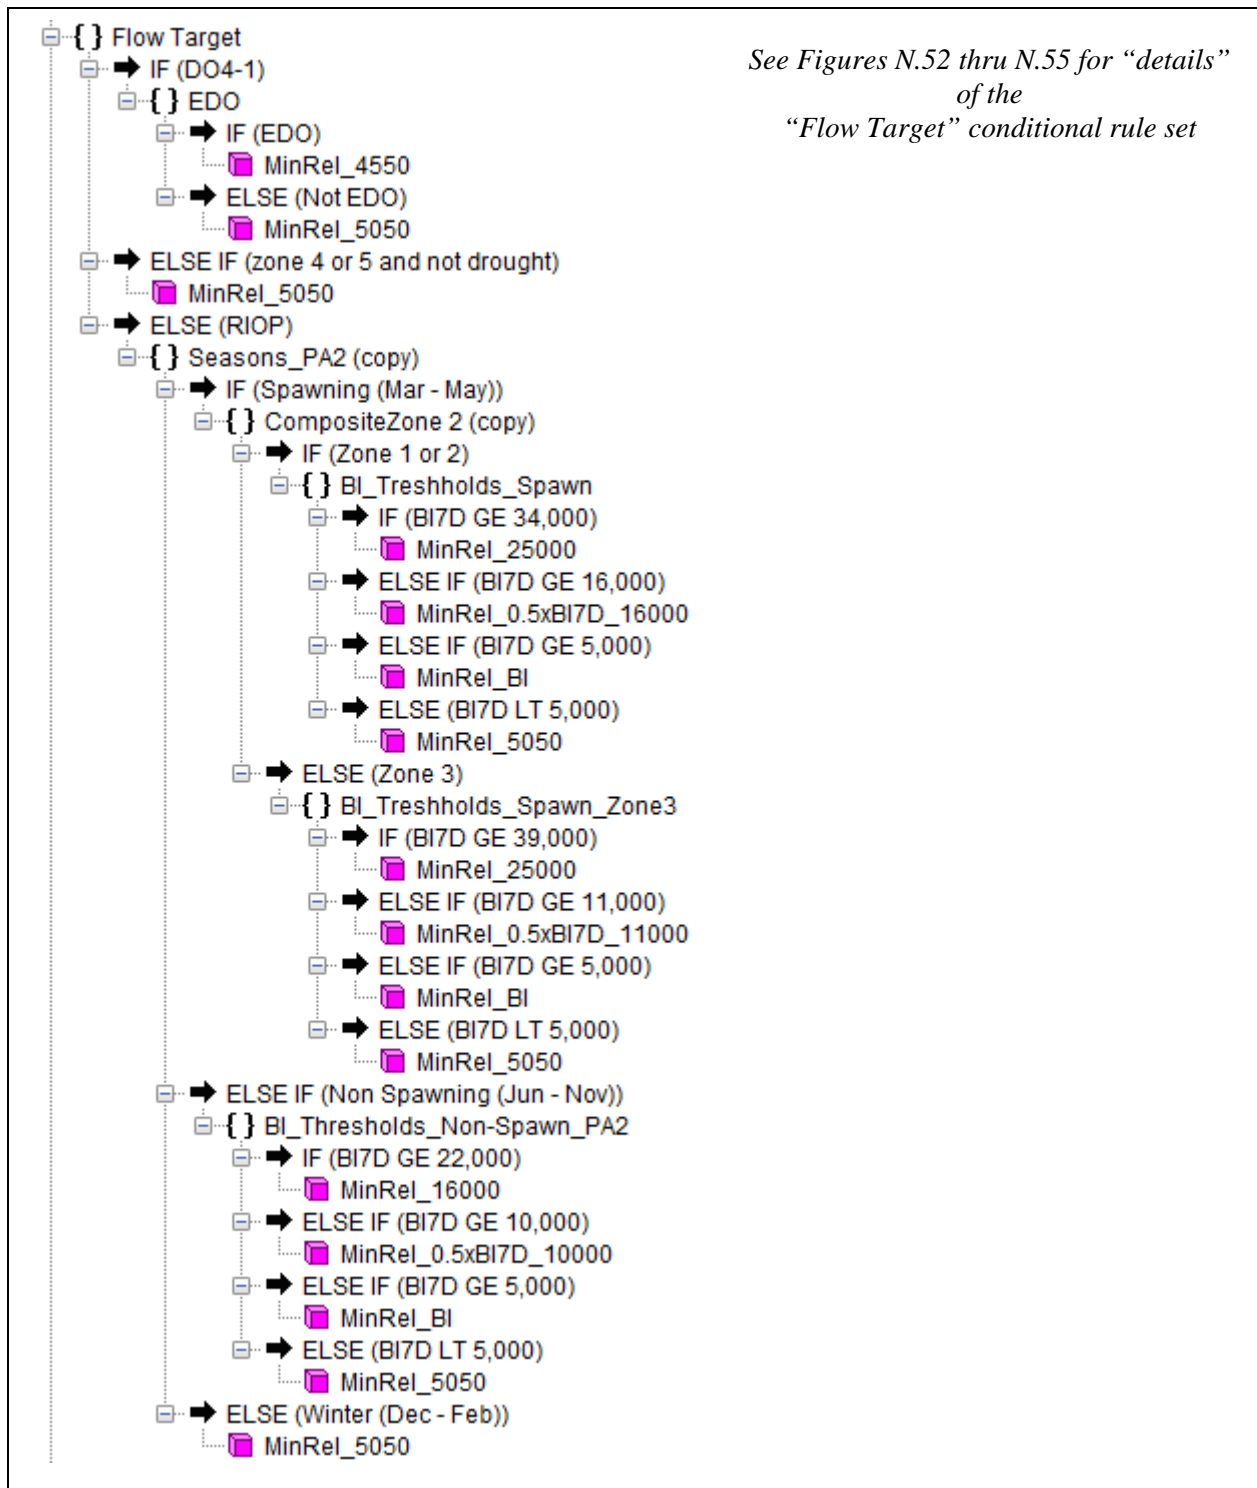 { } Flow Target
IF (DO4-1)
See Figures N.52 thru N.55 for “details”
of the
“Flow Target” conditional rule set
{ } EDO
IF (EDO)
MinRel_4550
ELSE (Not EDO)
MinRel_5050
ELSE IF (zone 4 or 5 and not drought)
MinRel_5050
ELSE (RIOP)
{ } Seasons_PA2 (copy)
IF (Spawning (Mar - May))
{ } CompositeZone 2 (copy)
IF (Zone 1 or 2)
{ } BI_Treshholds_Spawn
IF (BI7D GE 34,000)
MinRel_25000
ELSE IF (BI7D GE 16,000)
MinRel_0.5xBI7D_16000
ELSE IF (BI7D GE 5,000)
MinRel_BI
ELSE (BI7D LT 5,000)
MinRel_5050
ELSE (Zone 3)
{ } BI_Treshholds_Spawn_Zone3
IF (BI7D GE 39,000)
MinRel_25000
ELSE IF (BI7D GE 11,000)
MinRel_0.5xBI7D_11000
ELSE IF (BI7D GE 5,000)
MinRel_BI
ELSE (BI7D LT 5,000)
MinRel_5050
ELSE IF (Non Spawning (Jun - Nov))
{ } BI_Thresholds_Non-Spawn_PA2
IF (BI7D GE 22,000)
MinRel_16000
ELSE IF (BI7D GE 10,000)
MinRel_0.5xBI7D_10000
ELSE IF (BI7D GE 5,000)
MinRel_BI
ELSE (BI7D LT 5,000)
MinRel_5050
ELSE (Winter (Dec - Feb))
MinRel_5050